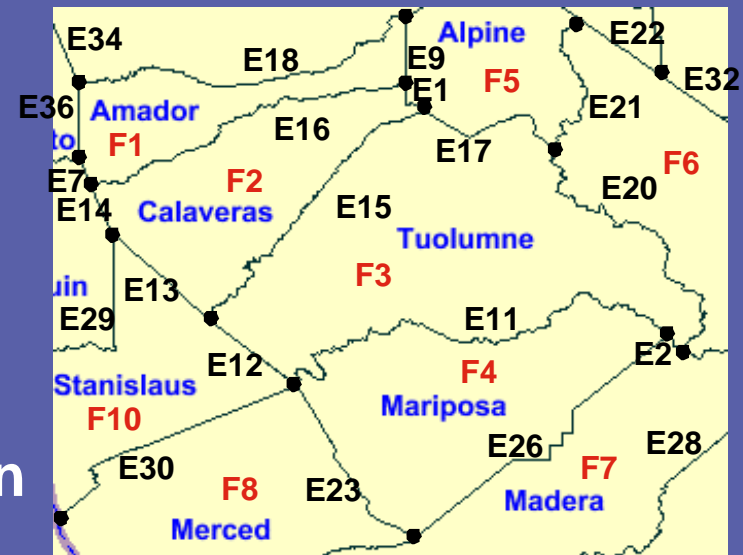 E34
Alpine
E22
E18
E9
F5
E32
E36
Amador
E1
E21
to
F1
E16
E17
F6
E7
F2
E20
E14
Calaveras
E15
Tuolumne
uin
E13
F3
E29
E11
E12
E2
Stanislaus
F4
F10
Mariposa
E26
E28
E30
F7
n
F8
E23
Madera
Merced